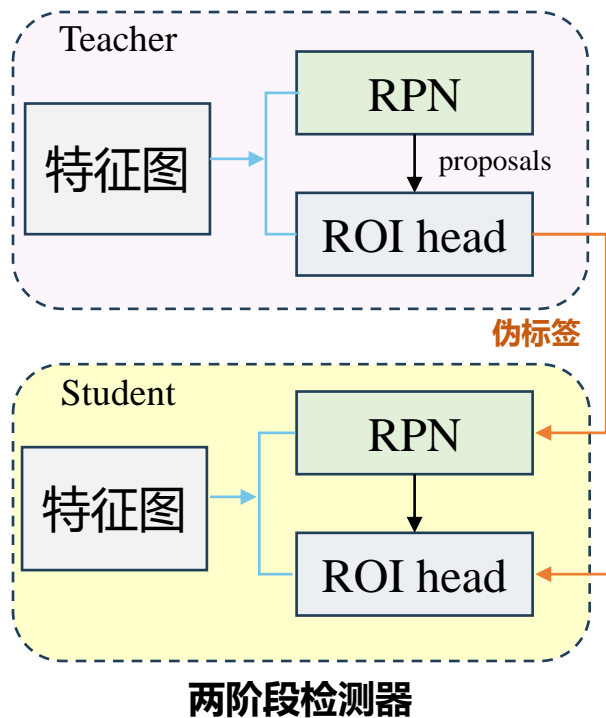 Teacher
RPN
特征图
proposals
ROI head
伪标签
Student
RPN
特征图
ROI head
两阶段检测器